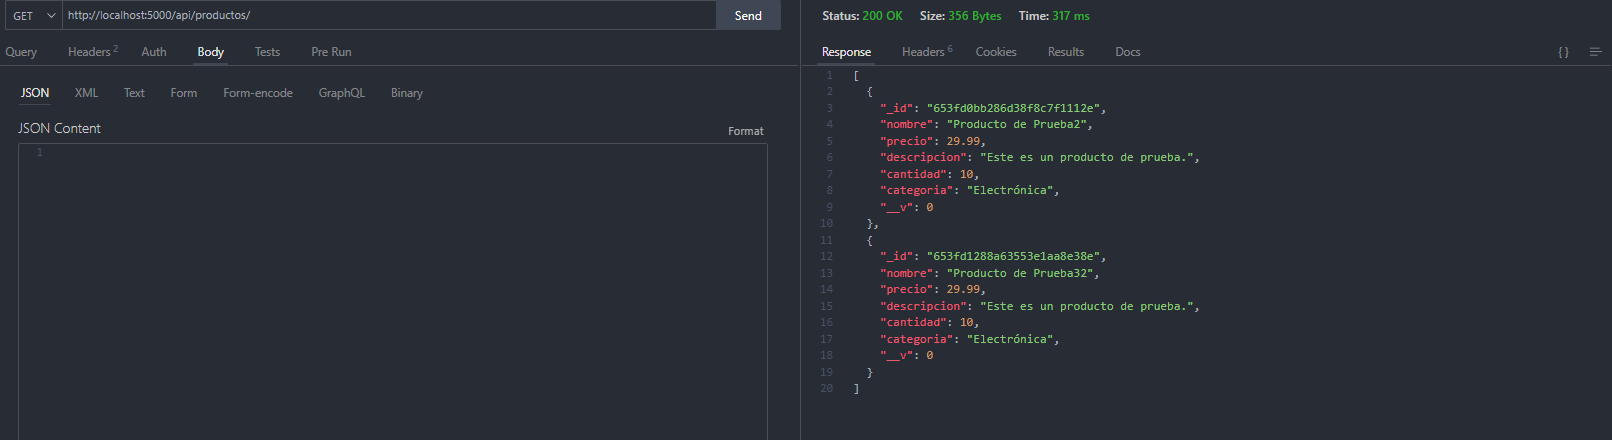 GET http://localhost:5000/api/productos/ Send
Query Headers 2 Auth Body Tests Pre Run
JSON XML Text Form Form-encode GraphQL Binary
JSON Content Format
1
Status: 200 OK Size: 356 Bytes Time: 317 ms
Response Headers 6 Cookies Results Docs { }
1 [
2 {
3 "_id": "653fd0bb286d38f8c7f1112e",
4 "nombre": "Producto de Prueba2",
5 "precio": 29.99,
6 "descripcion": "Este es un producto de prueba.",
7 "cantidad": 10,
8 "categoria": "Electrónica",
9 "__v": 0
10 },
11 {
12 "_id": "653fd1288a63553e1aa8e38e",
13 "nombre": "Producto de Prueba32",
14 "precio": 29.99,
15 "descripcion": "Este es un producto de prueba.",
16 "cantidad": 10,
17 "categoria": "Electrónica",
18 "__v": 0
19 }
20 ]